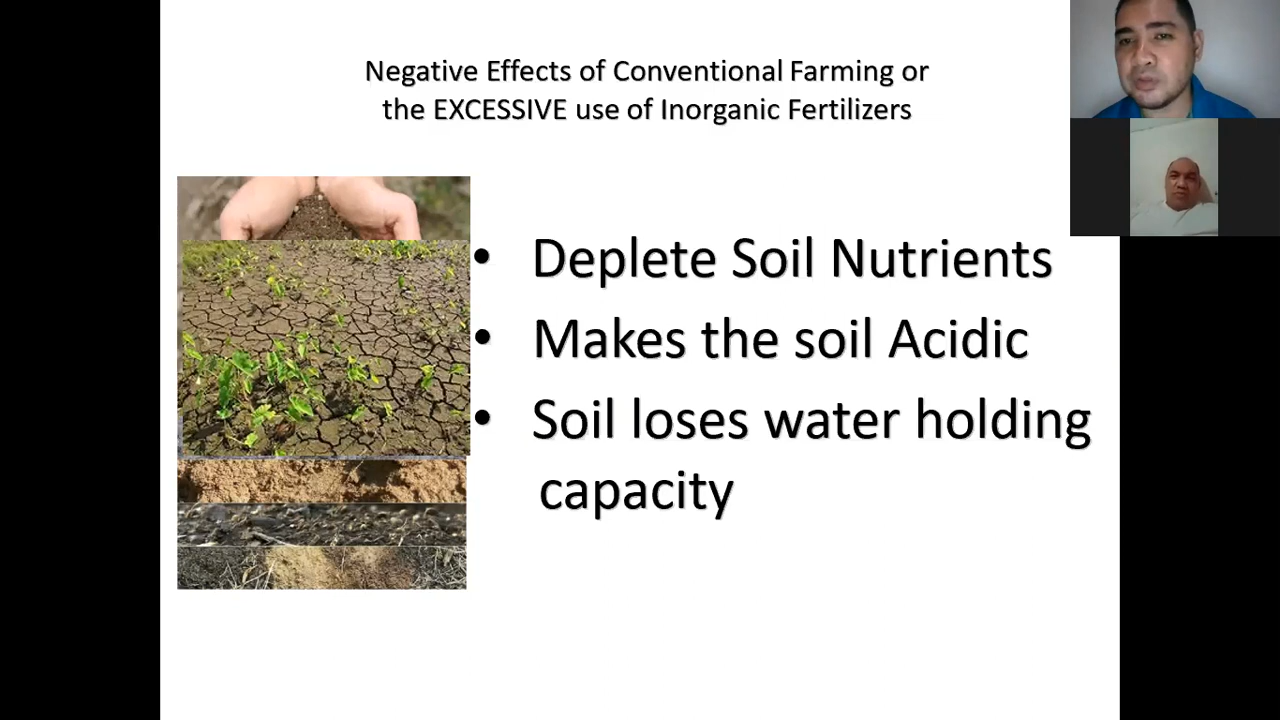 Negative Effects of Conventional Farming or
the EXCESSIVE use of Inorganic Fertilizers
• Deplete Soil Nutrients
• Makes the soil Acidic
• Soil loses water holding
capacity